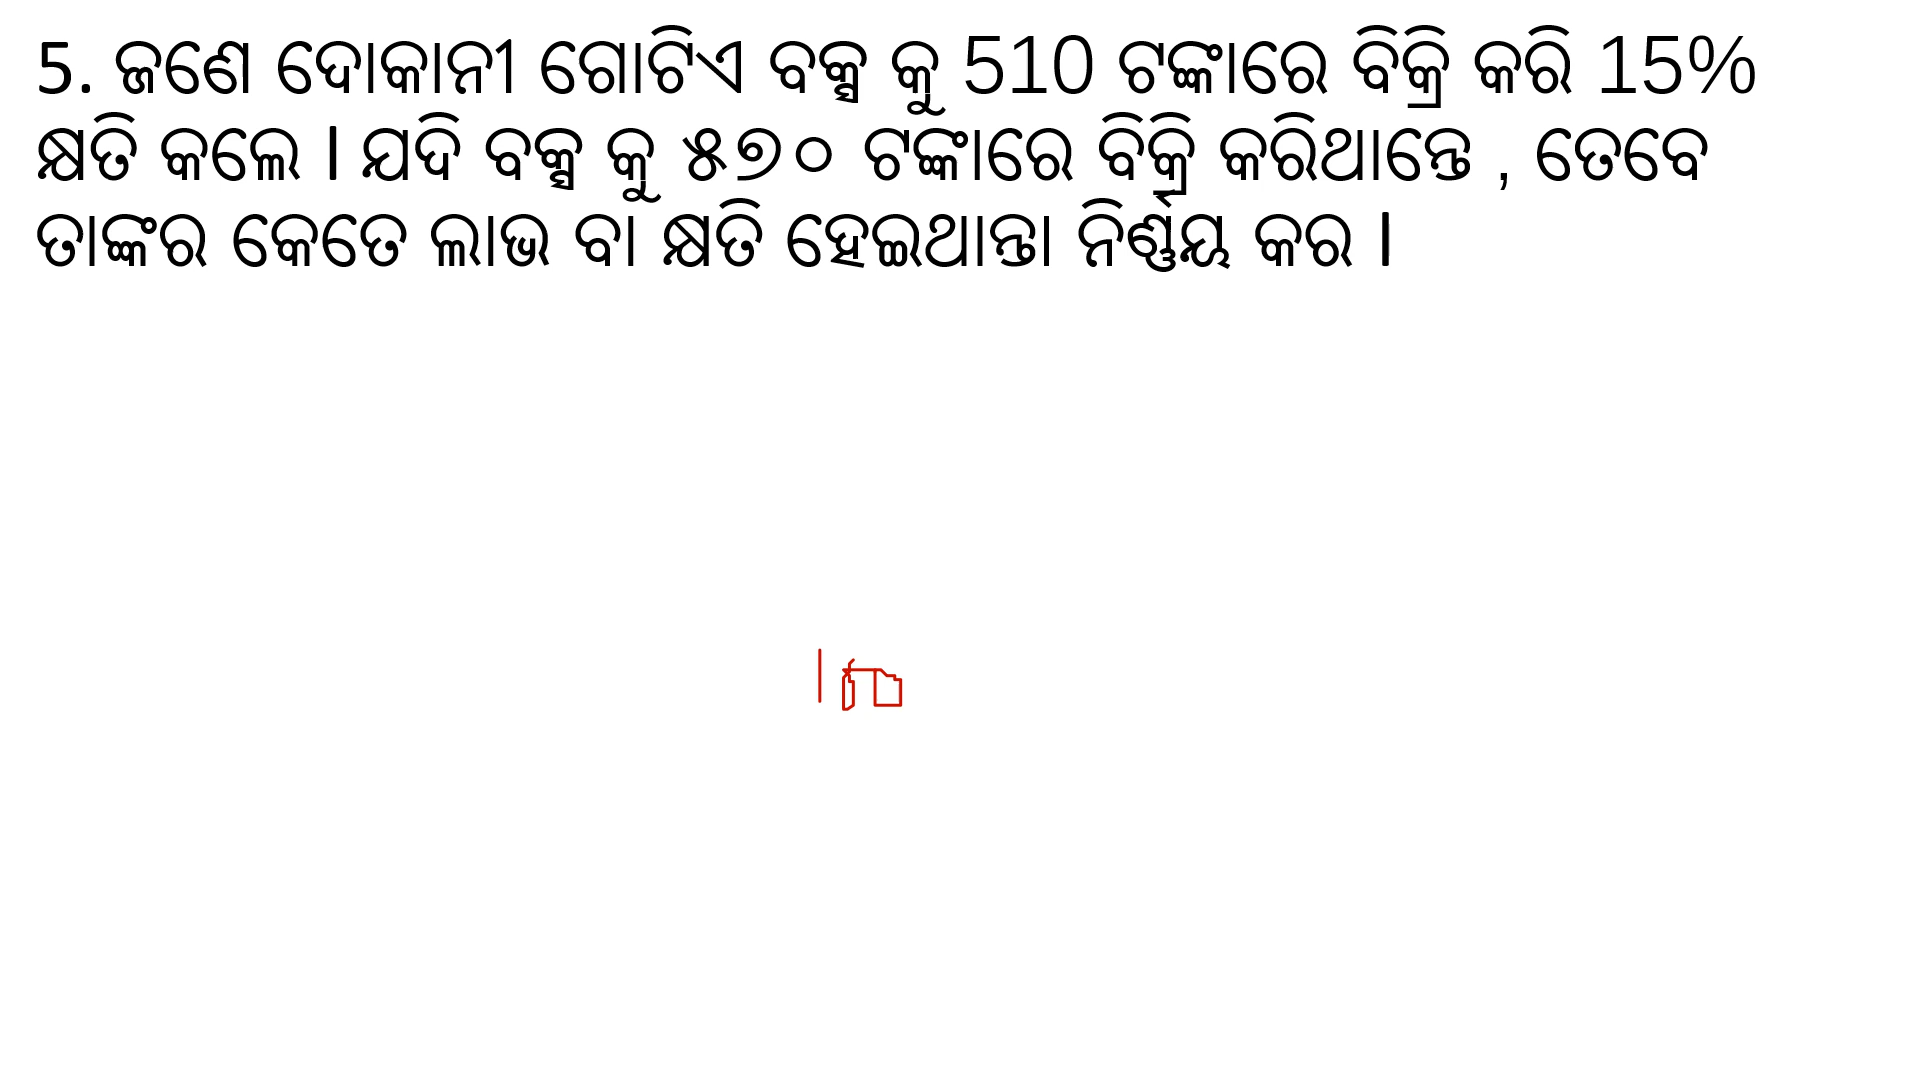 5. ଜଣେ ଦୋକାନୀ ଗୋଟିଏ ବକ୍ସ କୁ 510 ଟଙ୍କାରେ ବିକ୍ରି କରି 15%
କ୍ଷତି କଲେ । ଯଦି ବକ୍ସ କୁ ୫୭୦ ଟଙ୍କାରେ ବିକ୍ରି କରିଥାନ୍ତେ , ତେବେ
ତାଙ୍କର କେତେ ଲାଭ ବା କ୍ଷତି ହେଇଥାନ୍ତା ନିର୍ଣ୍ଣୟ କର ।